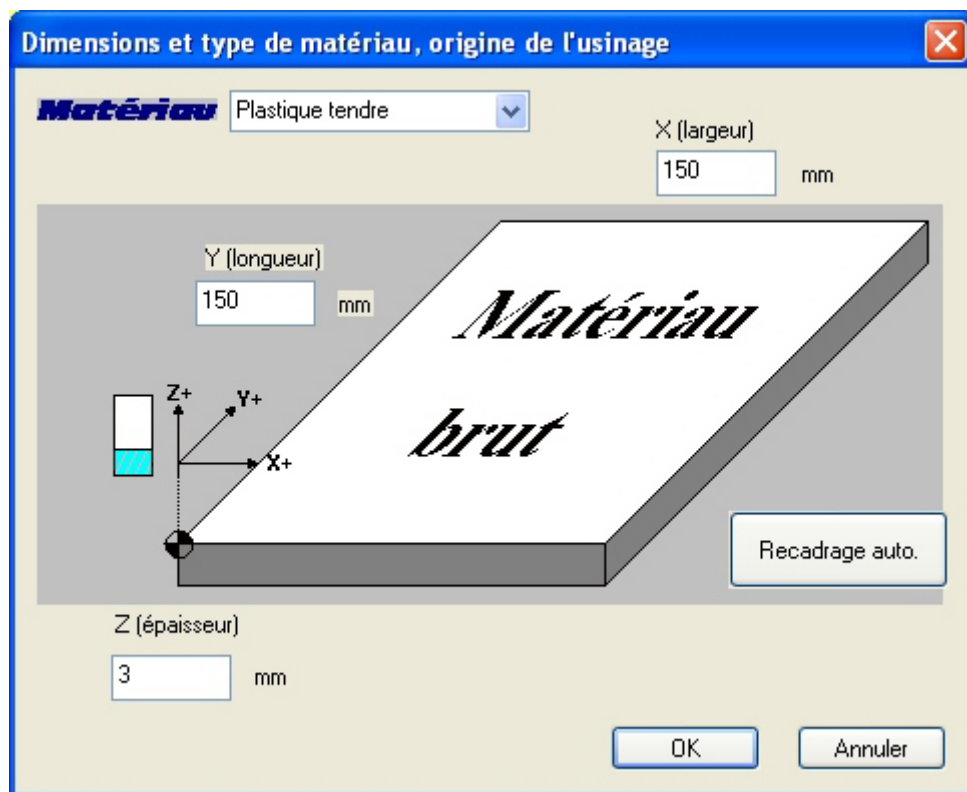 Dimensions et type de matériau, origine de l'usinage
Matériau
Plastique tendre
X (largeur)
150
mm
Y (longueur)
150
mm
Matériau
brut
Z+
Y+
X+
Recadrage auto.
Z (épaisseur)
3
mm
OK
Annuler